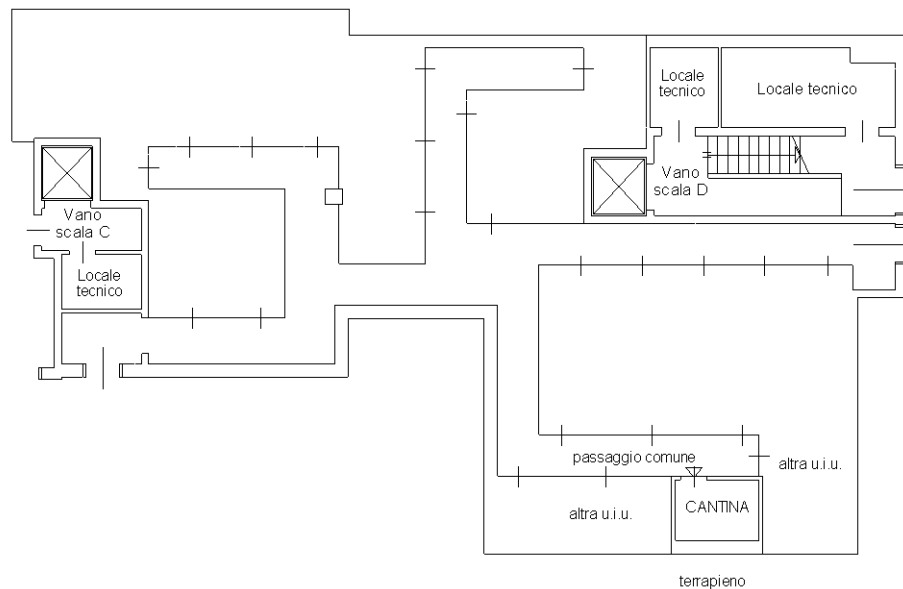 Locale
tecnico
Locale tecnico
Vano
scala D
Vano
scala C
Locale
tecnico
passaggio comune
altra u.i.u.
altra u.i.u.
CANTINA
terrapieno